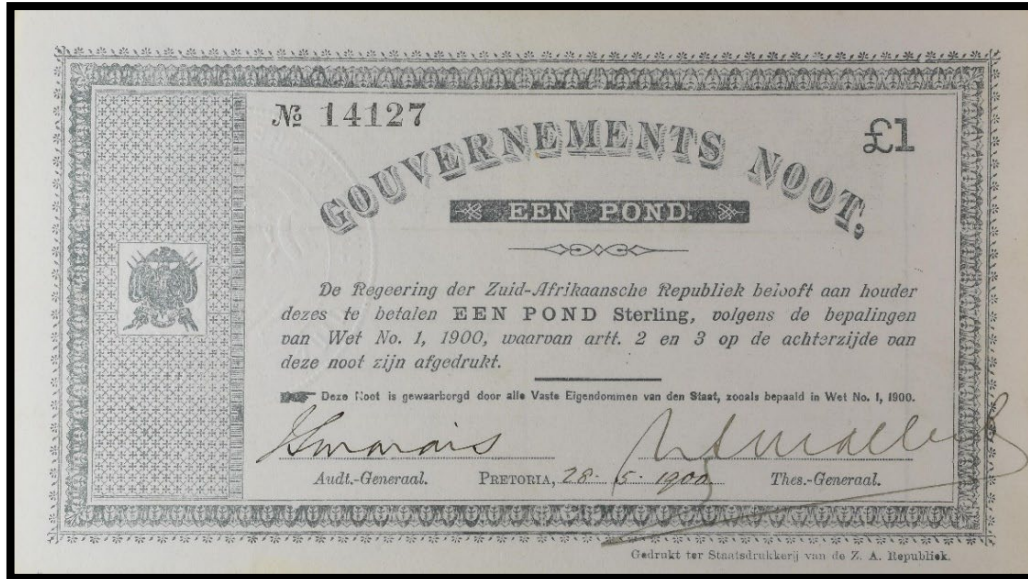 № 14127
£1
GOUVERNEMENTS NOOT,
EEN POND.
De Regeering der Zuid-Afrikaansche Republiek belooft aan houder
dezes te betalen EEN POND Sterling, volgens de bepalingen
van Wet No. 1, 1900, waarvan artt. 2 en 3 op de achterzijde van
deze noot zijn afgedrukt.
Deze Noot is gewaarborgd door alle Vaste Eigendommen van den Staat, zooals bepaald in Wet No. 1, 1900.
Audt.-Generaal. PRETORIA, 28-5-1900 Thes.-Generaal.
Gedrukt ter Staatsdrukkerij van de Z. A. Republiek.